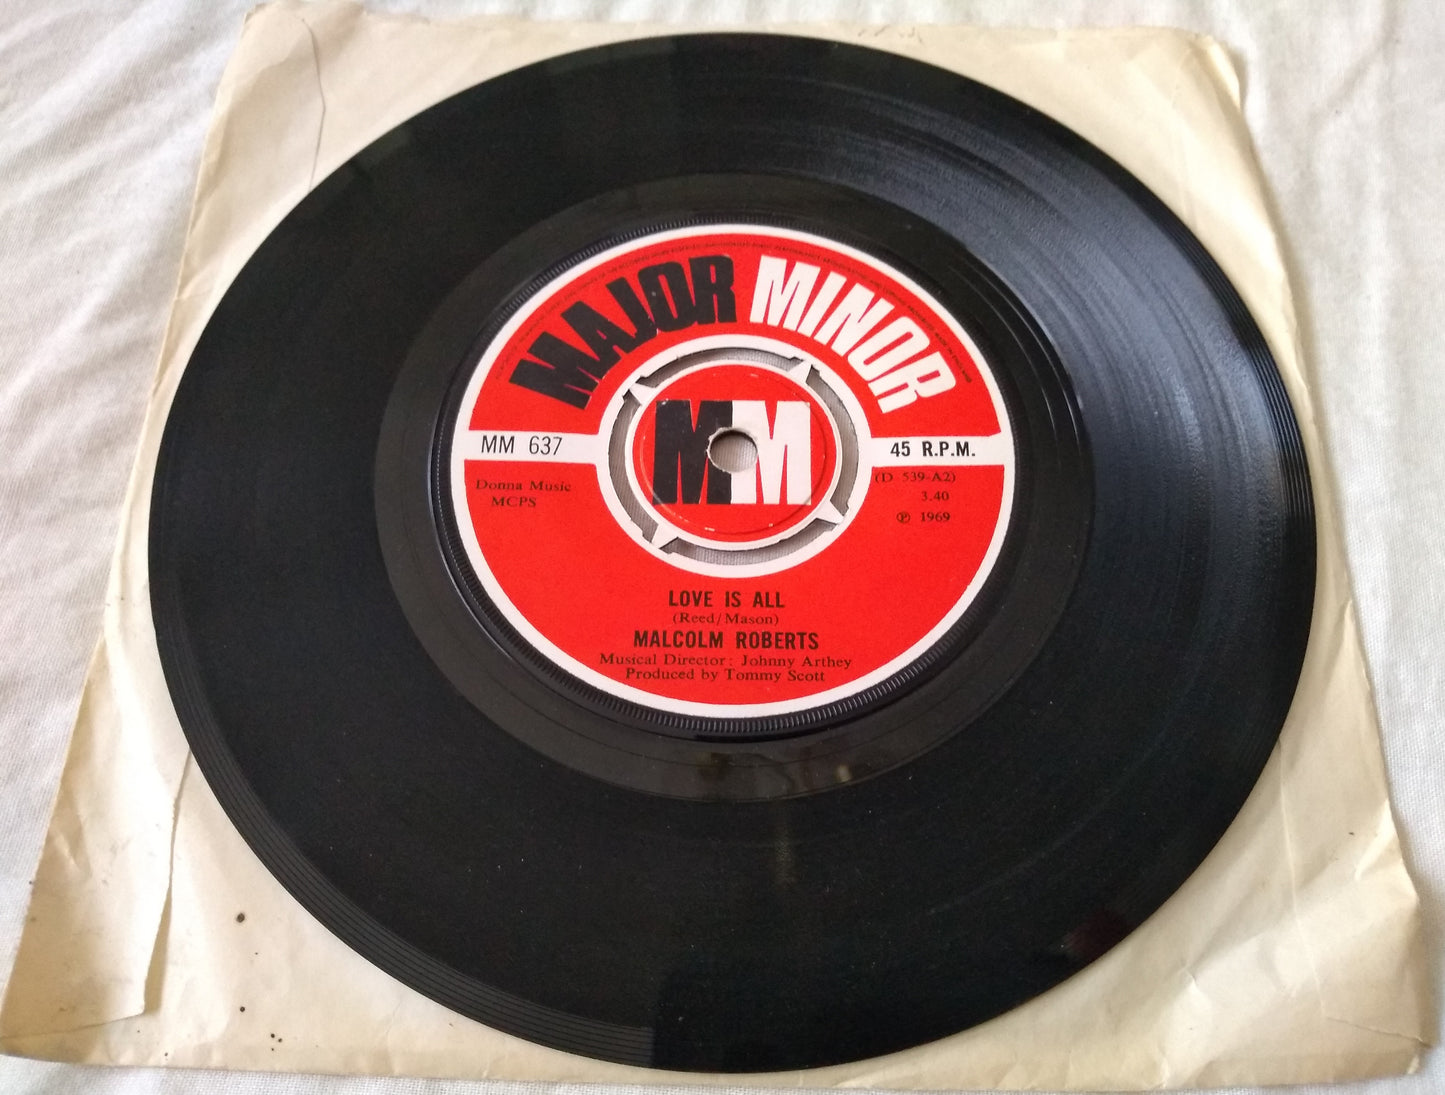 MAJOR MINOR
MM
MM 637
45 R.P.M.
Donna Music
MCPS
(D 539-A2)
3.40
℗ 1969
LOVE IS ALL
(Reed/Mason)
MALCOLM ROBERTS
Musical Director: Johnny Arthey
Produced by Tommy Scott